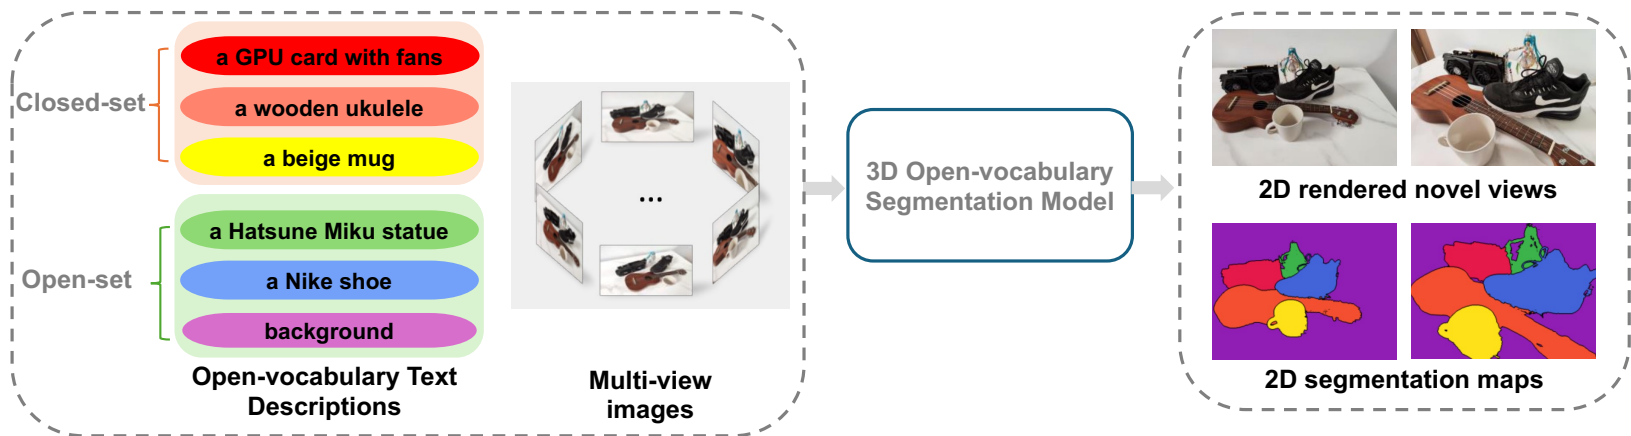 Closed-set
a GPU card with fans
a wooden ukulele
a beige mug
Open-set
a Hatsune Miku statue
a Nike shoe
background
Open-vocabulary Text
Descriptions
...
Multi-view
images
3D Open-vocabulary
Segmentation Model
2D rendered novel views
2D segmentation maps